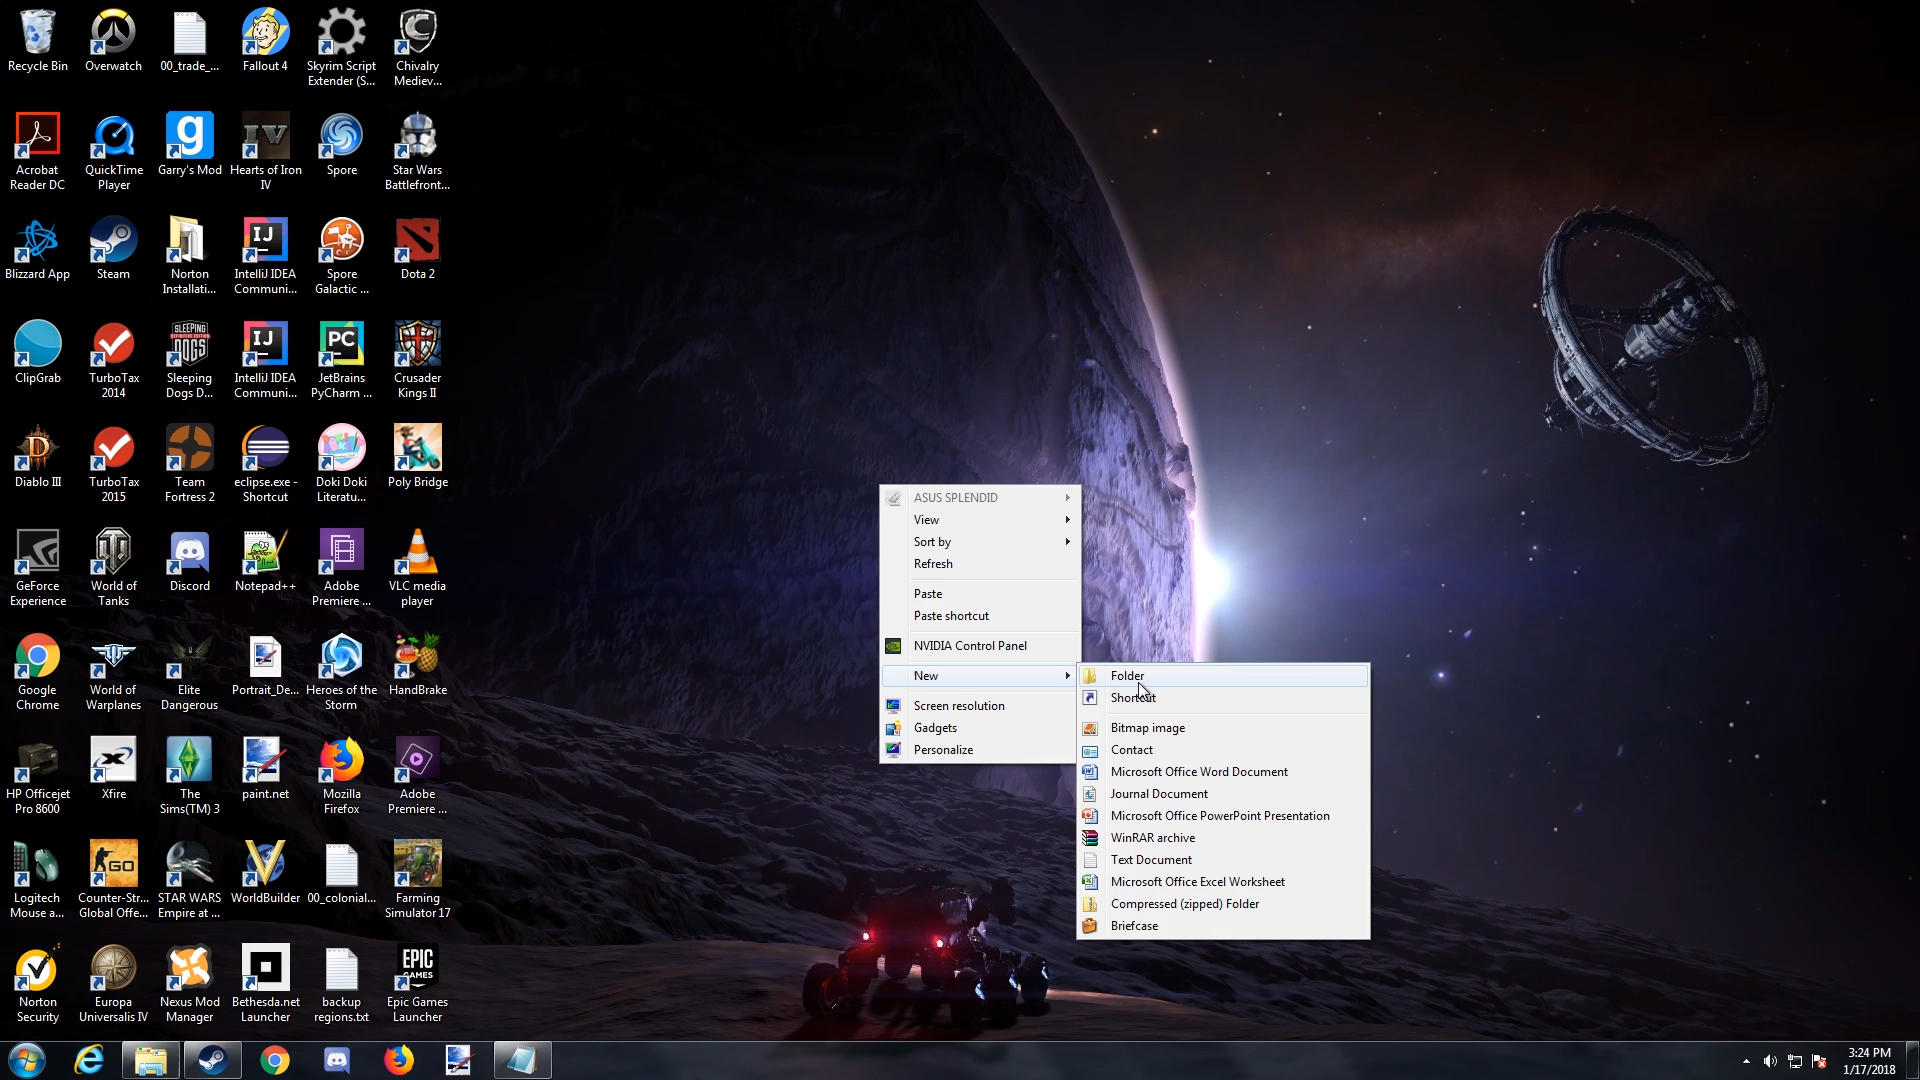 Recycle Bin
Overwatch
00_trade_...
Fallout 4
Skyrim Script
Extender (S...
Chivalry
Mediev...
Acrobat
Reader DC
QuickTime
Player
g
Garry's Mod
IV
Hearts of Iron
IV
Spore
Star Wars
Battlefront...
Blizzard App
Steam
Norton
Installati...
IJ
IntelliJ IDEA
Communi...
Spore
Galactic ...
Dota 2
ClipGrab
TurboTax
2014
SLEEPING
DOGS
Sleeping
Dogs D...
IJ
IntelliJ IDEA
Communi...
PC
JetBrains
PyCharm ...
Crusader
Kings II
D
Diablo III
TurboTax
2015
Team
Fortress 2
eclipse.exe -
Shortcut
Doki Doki
Literatu...
Poly Bridge
GeForce
Experience
World of
Tanks
Discord
Notepad++
Adobe
Premiere ...
VLC media
player
Google
Chrome
World of
Warplanes
Elite
Dangerous
Portrait_De...
Heroes of the
Storm
HandBrake
HP Officejet
Pro 8600
X
Xfire
The
Sims(TM) 3
paint.net
Mozilla
Firefox
Adobe
Premiere ...
Logitech
Mouse a...
GO
Counter-Str...
Global Offe...
STAR WARS
Empire at ...
V
WorldBuilder
00_colonial...
Farming
Simulator 17
Norton
Security
Europa
Universalis IV
Nexus Mod
Manager
Bethesda.net
Launcher
backup
regions.txt
EPIC
GAMES
Epic Games
Launcher
ASUS SPLENDID
View
Sort by
Refresh
Paste
Paste shortcut
NVIDIA Control Panel
New
Screen resolution
Gadgets
Personalize
Folder
Shortcut
Bitmap image
Contact
Microsoft Office Word Document
Journal Document
Microsoft Office PowerPoint Presentation
WinRAR archive
Text Document
Microsoft Office Excel Worksheet
Compressed (zipped) Folder
Briefcase
3:24 PM
1/17/2018